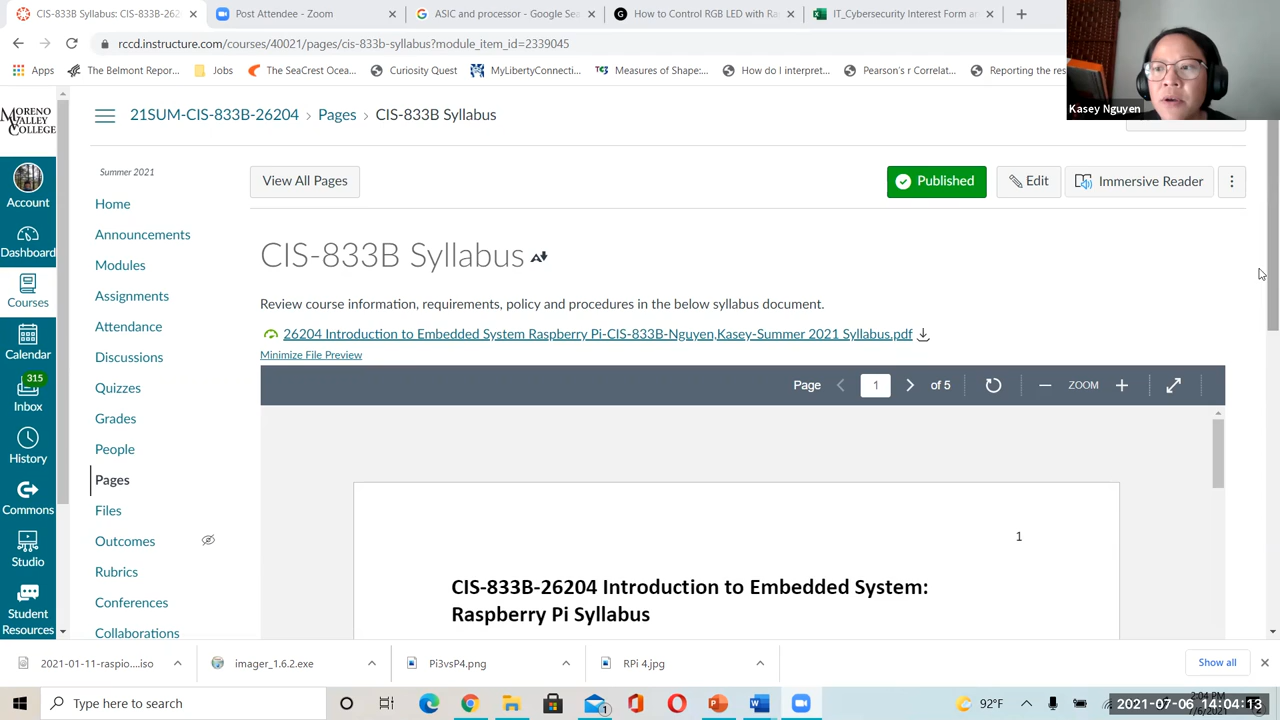 CIS-833B Syllabus: CIS-833B-262
Post Attendee - Zoom
ASIC and processor - Google Sea
How to Control RGB LED with Ra
IT_Cybersecurity Interest Form an
rccd.instructure.com/courses/40021/pages/cis-833b-syllabus?module_item_id=2339045
Apps
The Belmont Repor...
Jobs
The SeaCrest Ocea...
Curiosity Quest
MyLibertyConnecti...
Measures of Shape:...
How do I interpret...
Pearson's r Correlat...
Reporting the res
Kasey Nguyen
MORENO
VALLEY
COLLEGE
21SUM-CIS-833B-26204 › Pages › CIS-833B Syllabus
Account
Dashboard
Courses
Calendar
315
Inbox
History
Commons
Studio
Student
Resources
Summer 2021
Home
Announcements
Modules
Assignments
Attendance
Discussions
Quizzes
Grades
People
Pages
Files
Outcomes
Rubrics
Conferences
Collaborations
View All Pages
Published
Edit
Immersive Reader
CIS-833B Syllabus
Review course information, requirements, policy and procedures in the below syllabus document.
26204 Introduction to Embedded System Raspberry Pi-CIS-833B-Nguyen,Kasey-Summer 2021 Syllabus.pdf
Minimize File Preview
Page 1 of 5 ZOOM
1
CIS-833B-26204 Introduction to Embedded System:
Raspberry Pi Syllabus
2021-01-11-raspio....iso
imager_1.6.2.exe
Pi3vsP4.png
RPi 4.jpg
Show all
Type here to search
92°F
2:04 PM
2021-07-06 14:04:13
7/6/2021